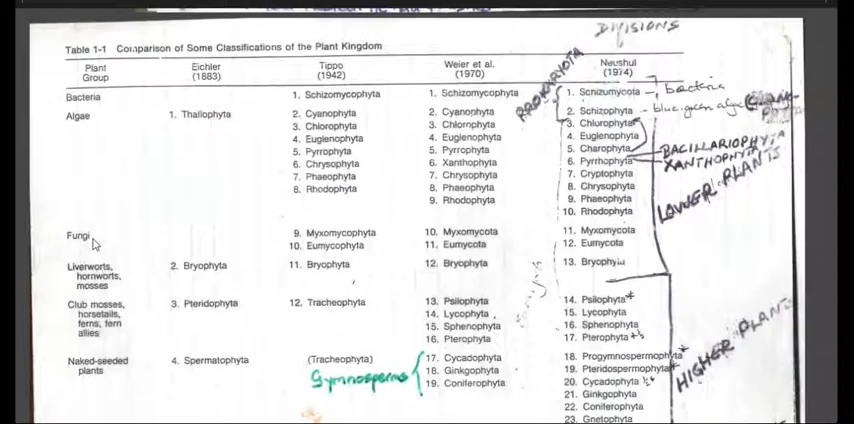 DIVISIONS
Table 1-1 Comparison of Some Classifications of the Plant Kingdom
Plant Group Eichler (1883) Tippo (1942) Weier et al. (1970) Neushul (1974)
PROKARYOTA
Bacteria 1. Schizomycophyta 1. Schizomycophyta 1. Schizumycota — bacteria
Algae 1. Thallophyta 2. Cyanophyta 2. Cyanophyta 2. Schizophyta - blue-green algae
3. Chlorophyta 3. Chlorophyta 3. Chlorophyta
4. Euglenophyta 4. Euglenophyta 4. Euglenophyta
5. Pyrrophyta 5. Pyrrophyta 5. Charophyta BACILLARIOPHYTA
6. Chrysophyta 6. Xanthophyta 6. Pyrrhophyta XANTHOPHYTA
7. Phaeophyta 7. Chrysophyta 7. Cryptophyta
8. Rhodophyta 8. Phaeophyta 8. Chrysophyta
9. Rhodophyta 9. Phaeophyta
10. Rhodophyta
LOWER PLANTS
Fungi 9. Myxomycophyta 10. Myxomycota 11. Myxomycota
10. Eumycophyta 11. Eumycota 12. Eumycota
Liverworts, hornworts, mosses 2. Bryophyta 11. Bryophyta 12. Bryophyta 13. Bryophyta
Club mosses, horsetails, ferns, fern allies 3. Pteridophyta 12. Tracheophyta 13. Psilophyta 14. Psilophyta*
14. Lycophyta 15. Lycophyta
15. Sphenophyta 16. Sphenophyta
16. Pterophyta 17. Pterophyta
HIGHER PLANTS
Naked-seeded plants 4. Spermatophyta (Tracheophyta) 17. Cycadophyta 18. Progymnospermophyta*
Gymnosperms 18. Ginkgophyta 19. Pteridospermophyta*
19. Coniferophyta 20. Cycadophyta
21. Ginkgophyta
22. Coniferophyta
23. Gnetophyta